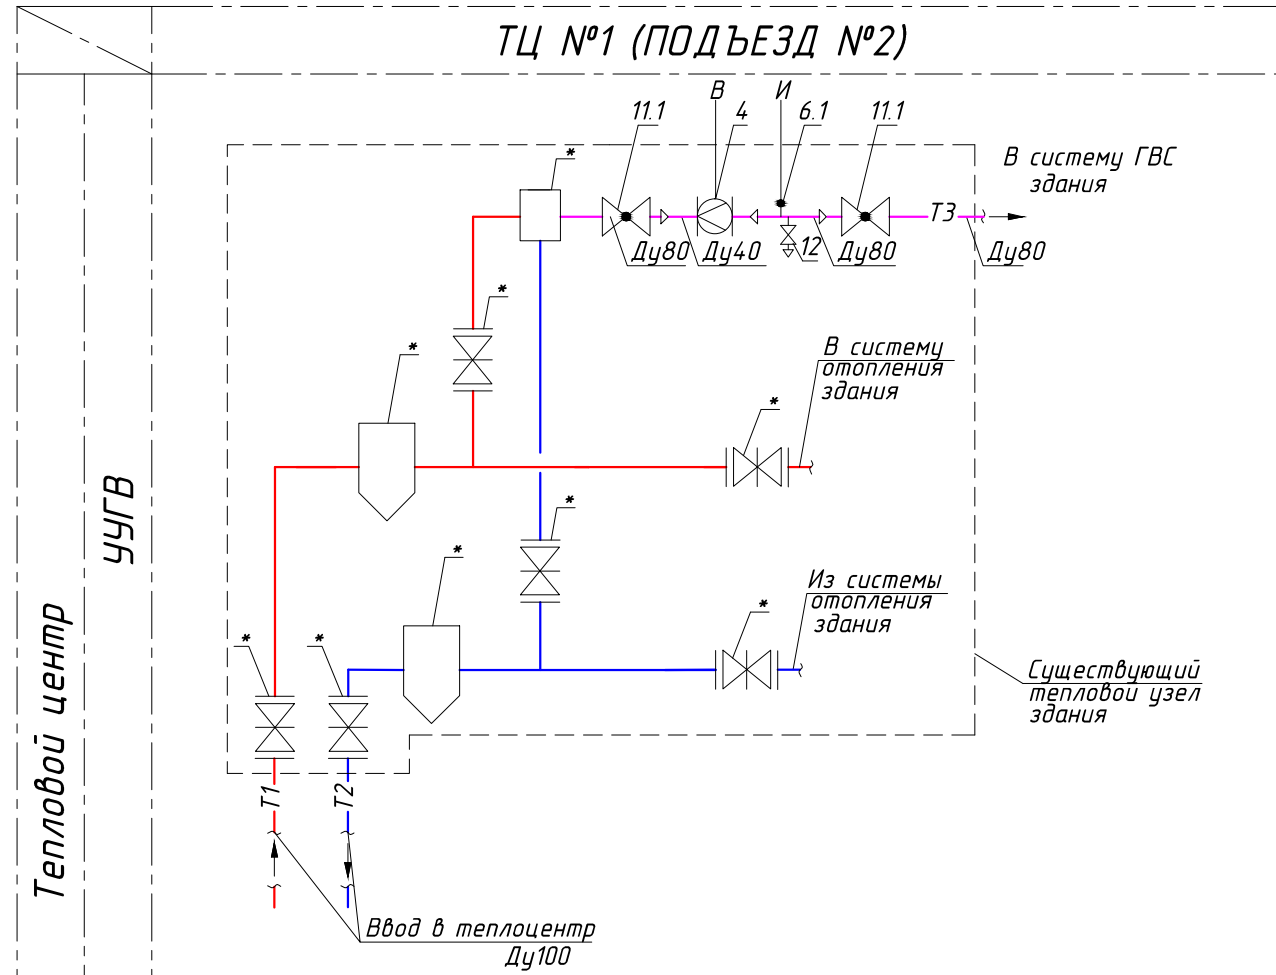 ТЦ №1 (ПОДЪЕЗД №2)
УУГВ
Тепловой центр
В
И
11.1
4
6.1
11.1
*
В систему ГВС
здания
Т3
Ду80
Ду40
12
Ду80
Ду80
*
*
В систему
отопления
здания
*
*
*
Из системы
отопления
здания
*
*
*
Существующий
тепловой узел
здания
Т1
Т2
Ввод в теплоцентр
Ду100